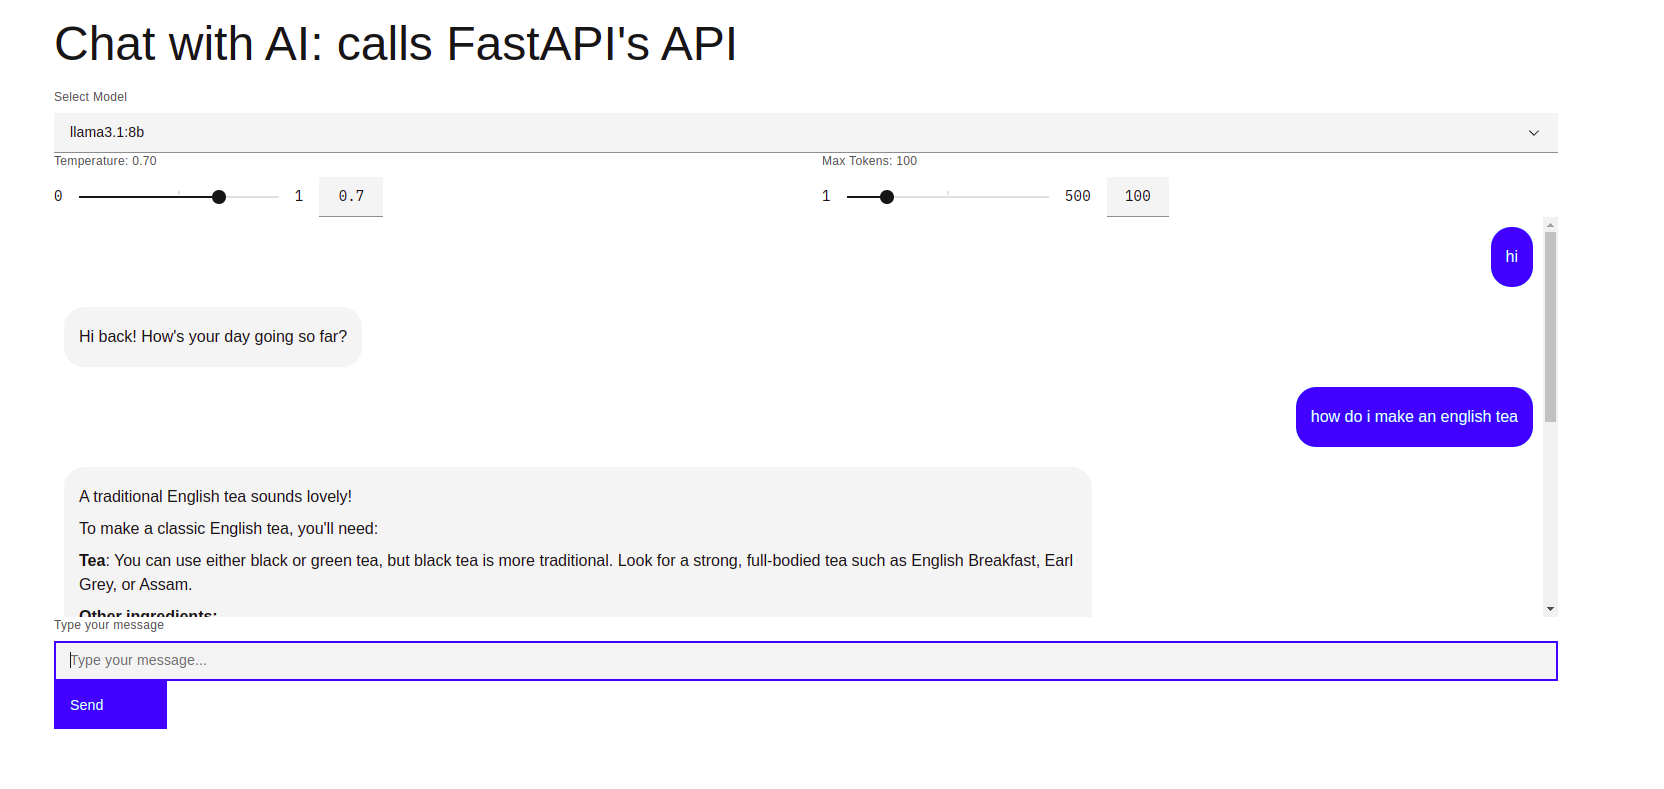 Chat with AI: calls FastAPI's API
Select Model
llama3.1:8b
Temperature: 0.70
Max Tokens: 100
0 1 0.7
1 500 100
hi
Hi back! How's your day going so far?
how do i make an english tea
A traditional English tea sounds lovely!
To make a classic English tea, you'll need:
Tea: You can use either black or green tea, but black tea is more traditional. Look for a strong, full-bodied tea such as English Breakfast, Earl
Grey, or Assam.
Other ingredients:
Type your message
Type your message...
Send